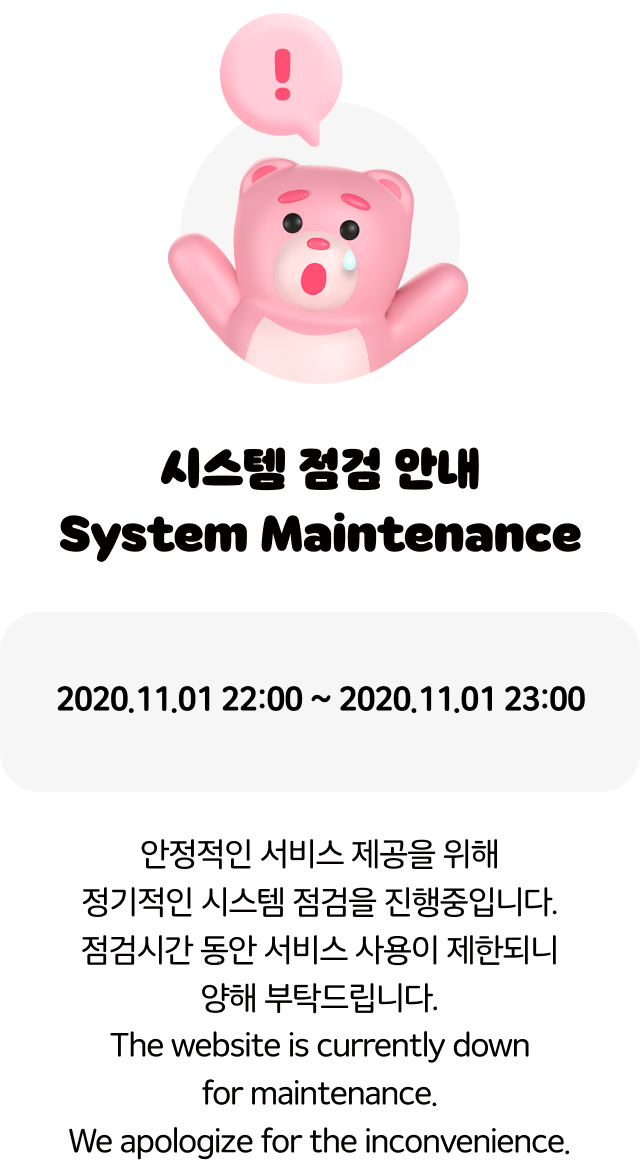 !
시스템 점검 안내
System Maintenance
2020.11.01 22:00 ~ 2020.11.01 23:00
안정적인 서비스 제공을 위해
정기적인 시스템 점검을 진행중입니다.
점검시간 동안 서비스 사용이 제한되니
양해 부탁드립니다.
The website is currently down
for maintenance.
We apologize for the inconvenience.